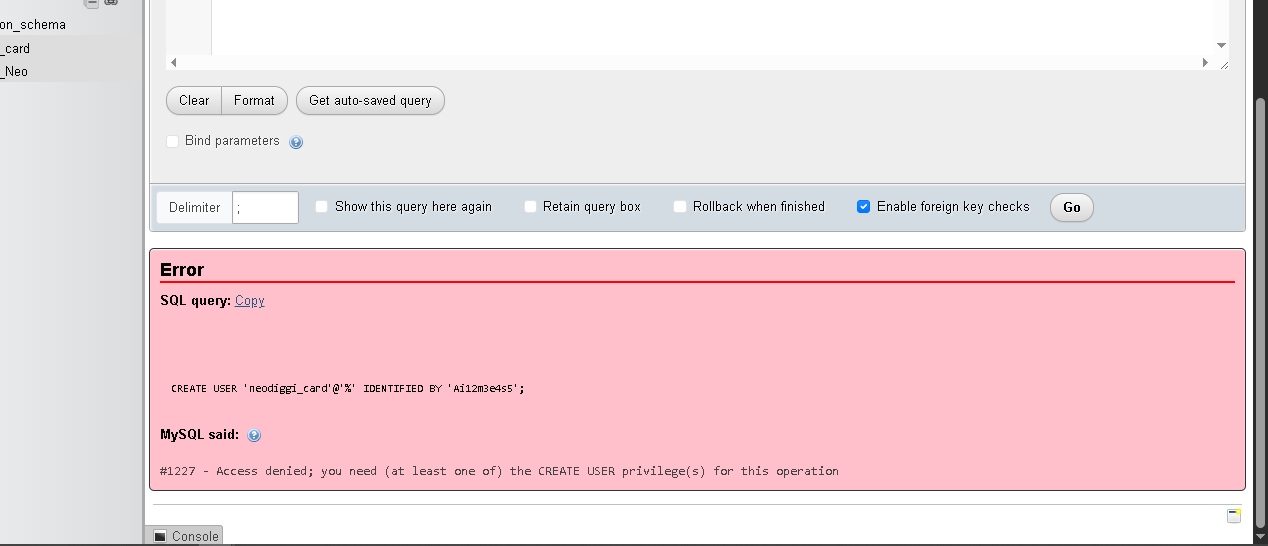 on_schema
_card
_Neo
Clear
Format
Get auto-saved query
Bind parameters
Delimiter
;
Show this query here again
Retain query box
Rollback when finished
Enable foreign key checks
Go
Error
SQL query: Copy
CREATE USER 'neodiggi_card'@'%' IDENTIFIED BY 'Ai12m3e4s5';
MySQL said:
#1227 - Access denied; you need (at least one of) the CREATE USER privilege(s) for this operation
Console